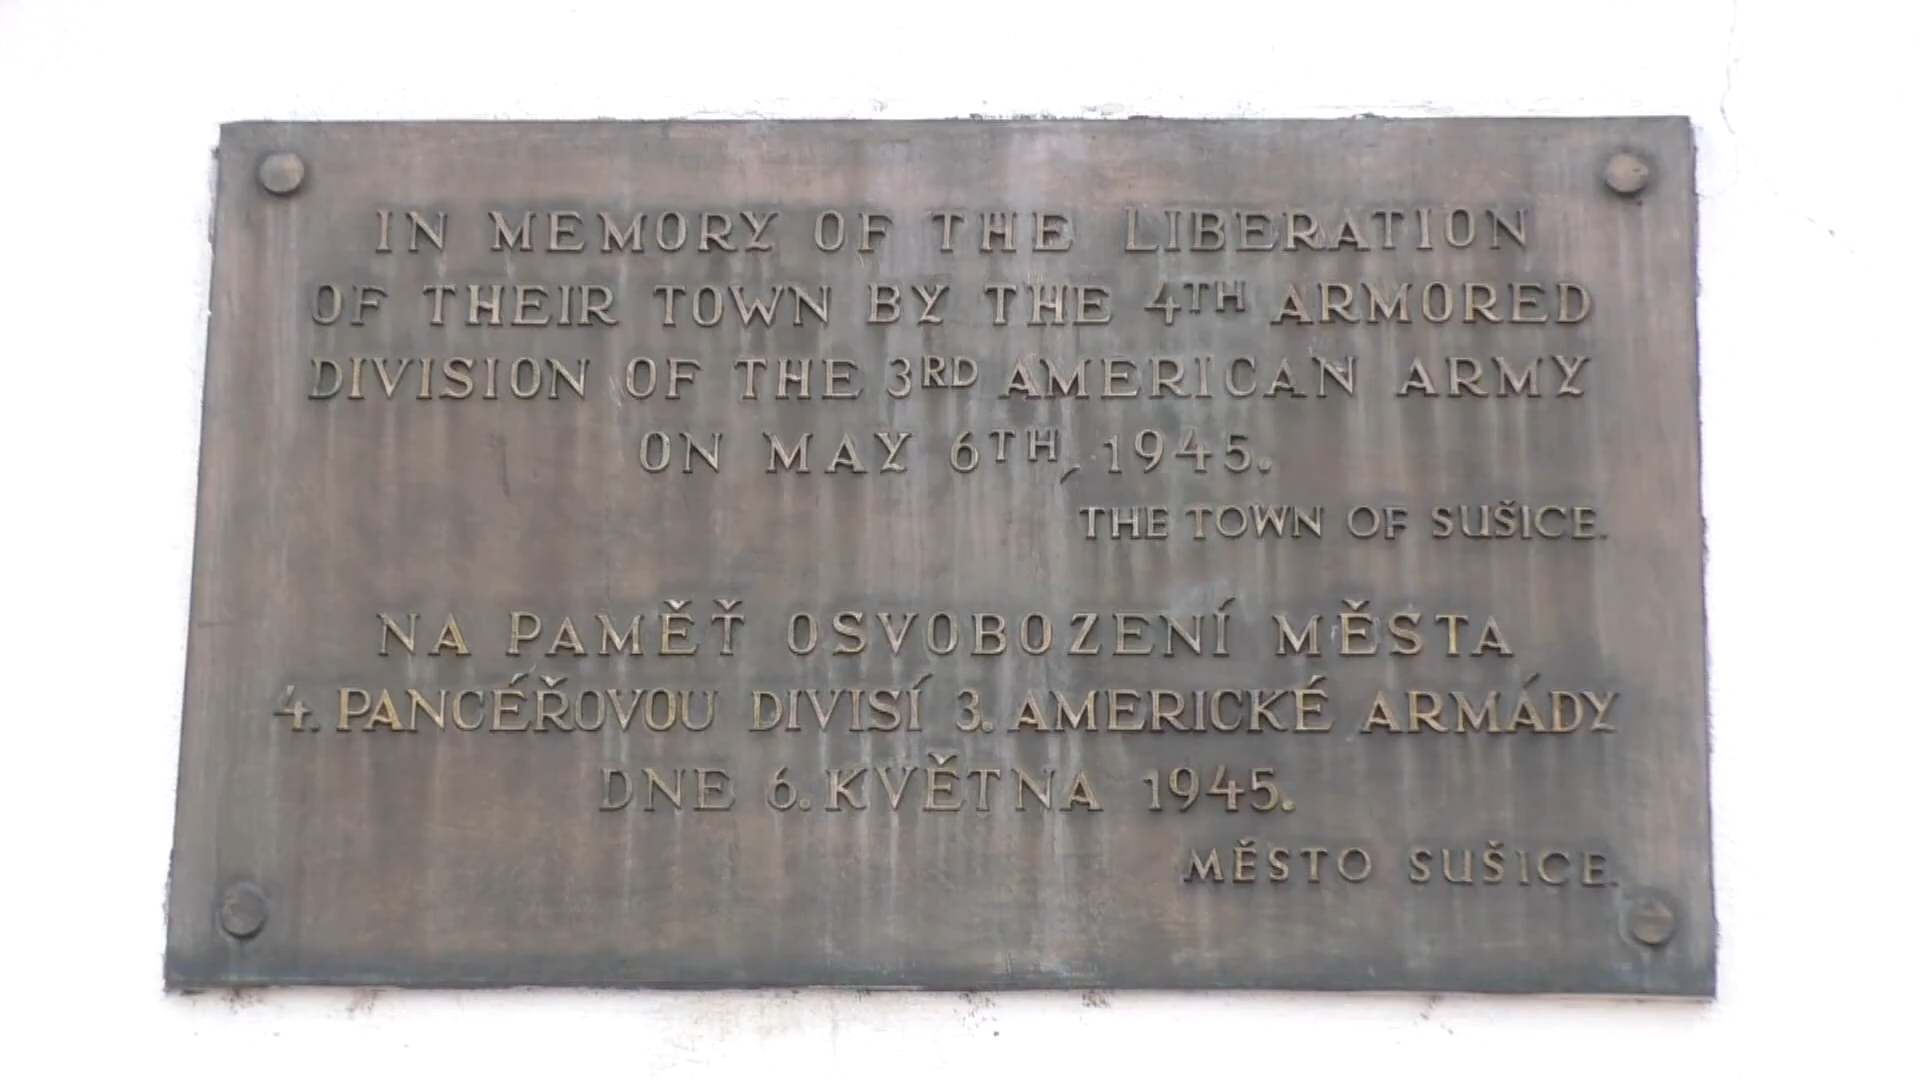 IN MEMORY OF THE LIBERATION
OF THEIR TOWN BY THE 4TH ARMORED
DIVISION OF THE 3RD AMERICAN ARMY
ON MAY 6TH, 1945.
THE TOWN OF SUŠICE.
NA PAMĚŤ OSVOBOZENÍ MĚSTA
4. PANCÉŘOVOU DIVISÍ 3. AMERICKÉ ARMÁDY
DNE 6. KVĚTNA 1945.
MĚSTO SUŠICE.